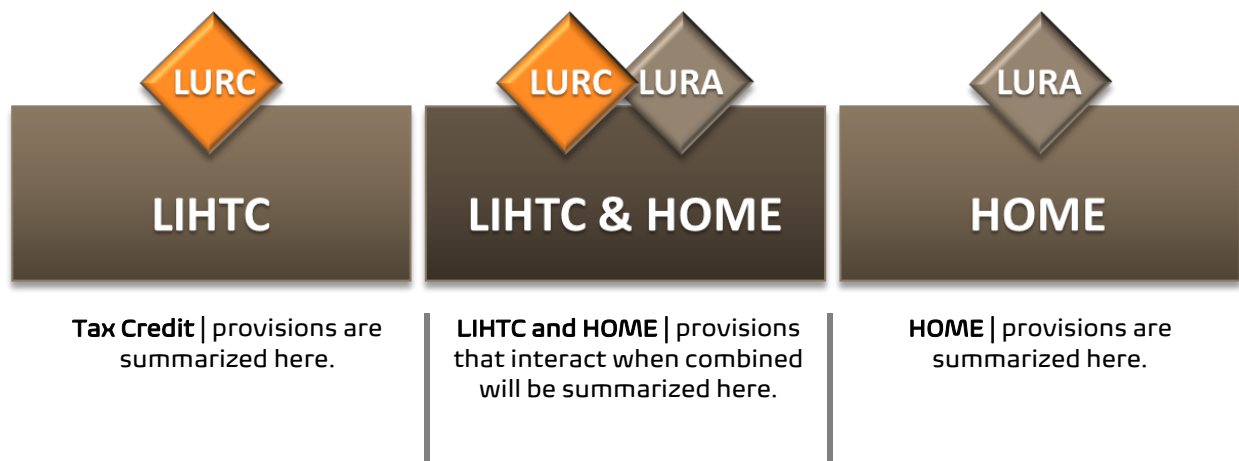 LURC
LIHTC
Tax Credit | provisions are
summarized here.
LURC LURA
LIHTC & HOME
LIHTC and HOME | provisions
that interact when combined
will be summarized here.
LURA
HOME
HOME | provisions are
summarized here.